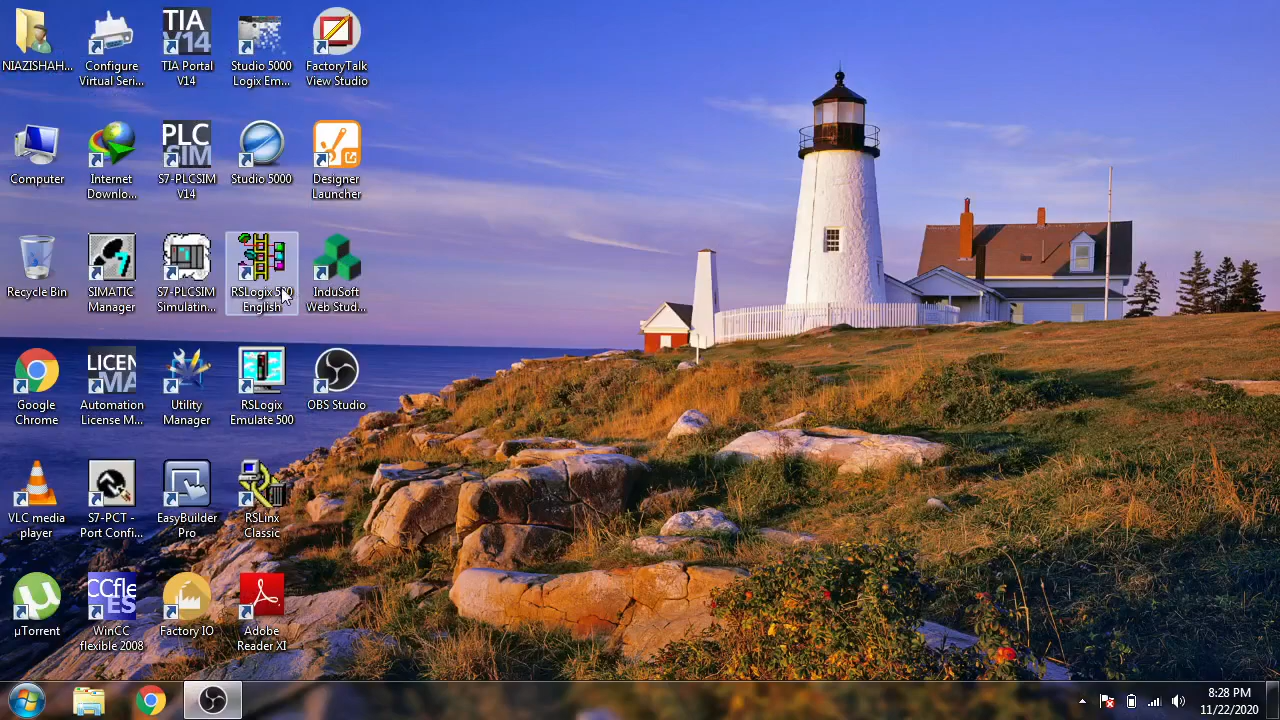 NIAZISHAH...
Configure
Virtual Seri...
TIA
V14
TIA Portal
V14
Studio 5000
Logix Em...
FactoryTalk
View Studio
Computer
Internet
Downlo...
PLC
SIM
S7-PLCSIM
V14
Studio 5000
Designer
Launcher
Recycle Bin
SIMATIC
Manager
S7-PLCSIM
Simulatin...
English
InduSoft
Web Stud...
Google
Chrome
LICEN
MA
Automation
License M...
Utility
Manager
RSLogix
Emulate 500
OBS Studio
VLC media
player
S7-PCT -
Port Confi...
EasyBuilder
Pro
RSLinx
Classic
µTorrent
CCfle
ES
WinCC
flexible 2008
Factory IO
Adobe
Reader XI
8:28 PM
11/22/2020